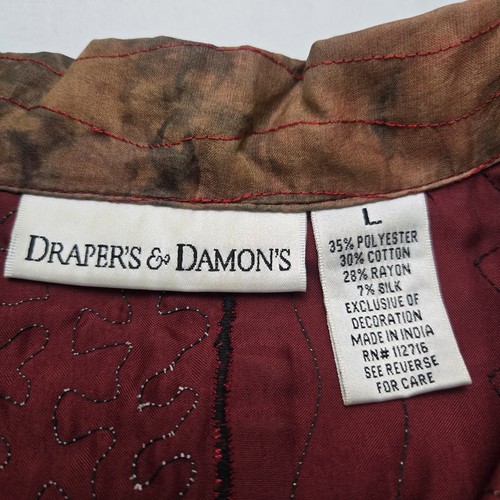 DRAPER'S & DAMON'S
L
35% POLYESTER
30% COTTON
28% RAYON
7% SILK
EXCLUSIVE OF
DECORATION
MADE IN INDIA
RN# 112716
SEE REVERSE
FOR CARE